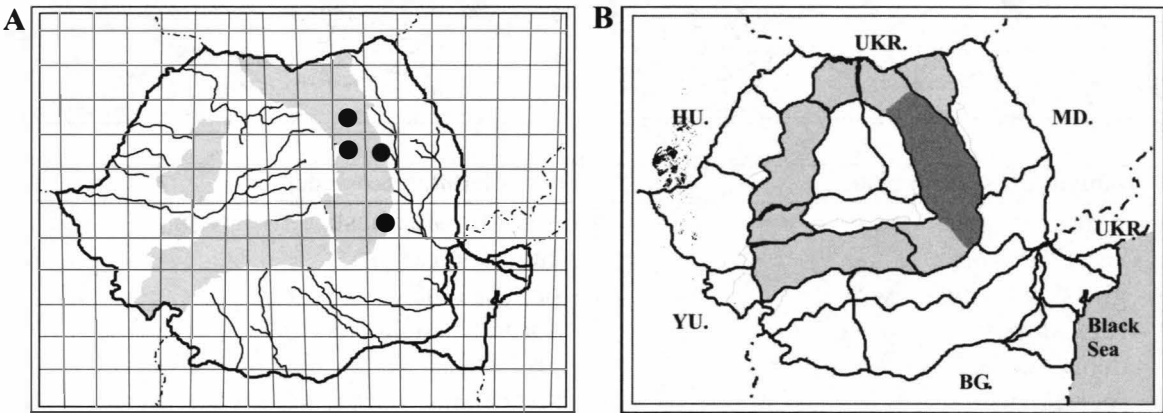 A
B
UKR.
HU.
MD.
UKR.
YU.
Black
Sea
BG.